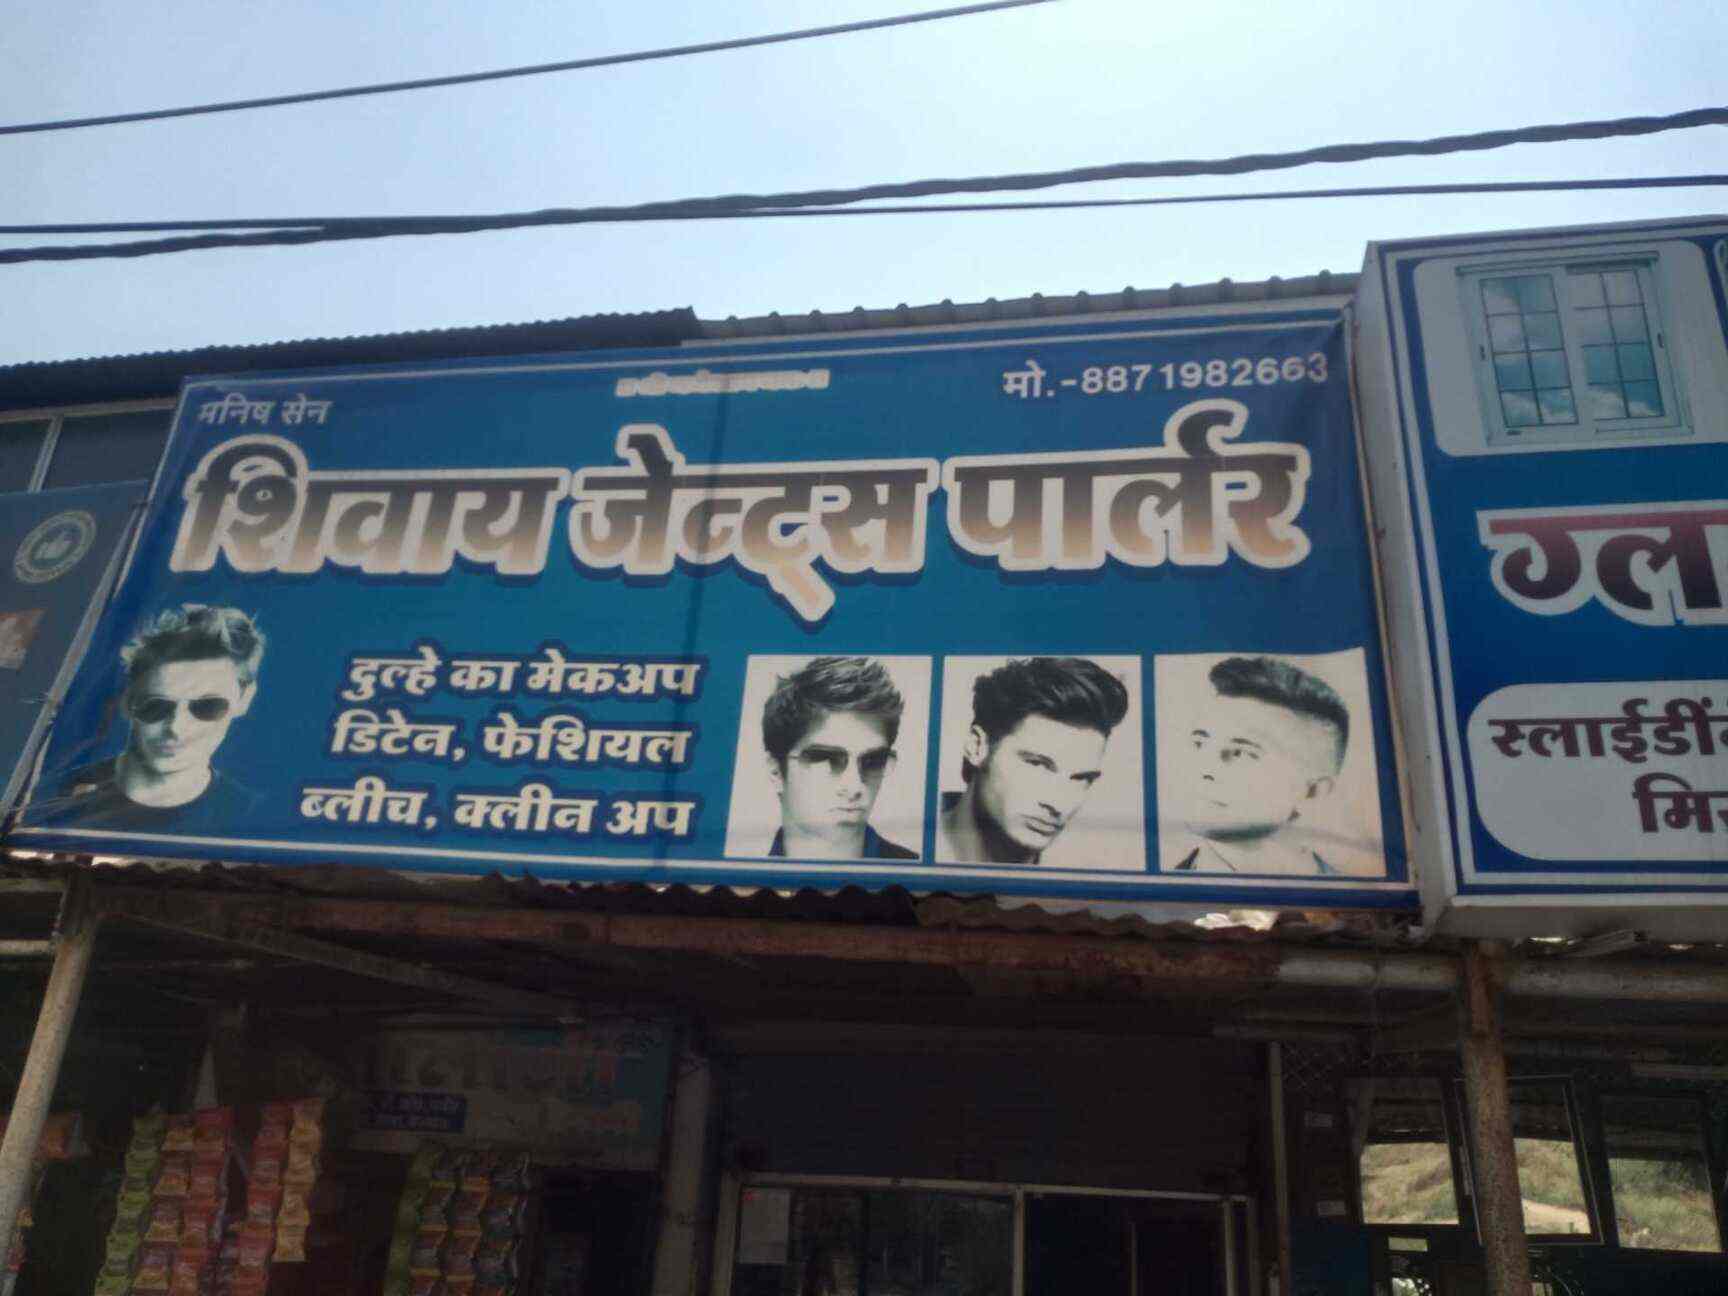 मनिष सेन
मो.-8871982663
शिवाय जेन्ट्स पार्लर
दुल्हे का मेकअप
डिटेन, फेशियल
ब्लीच, क्लीन अप
ग्ल
स्लाईडीं
मि